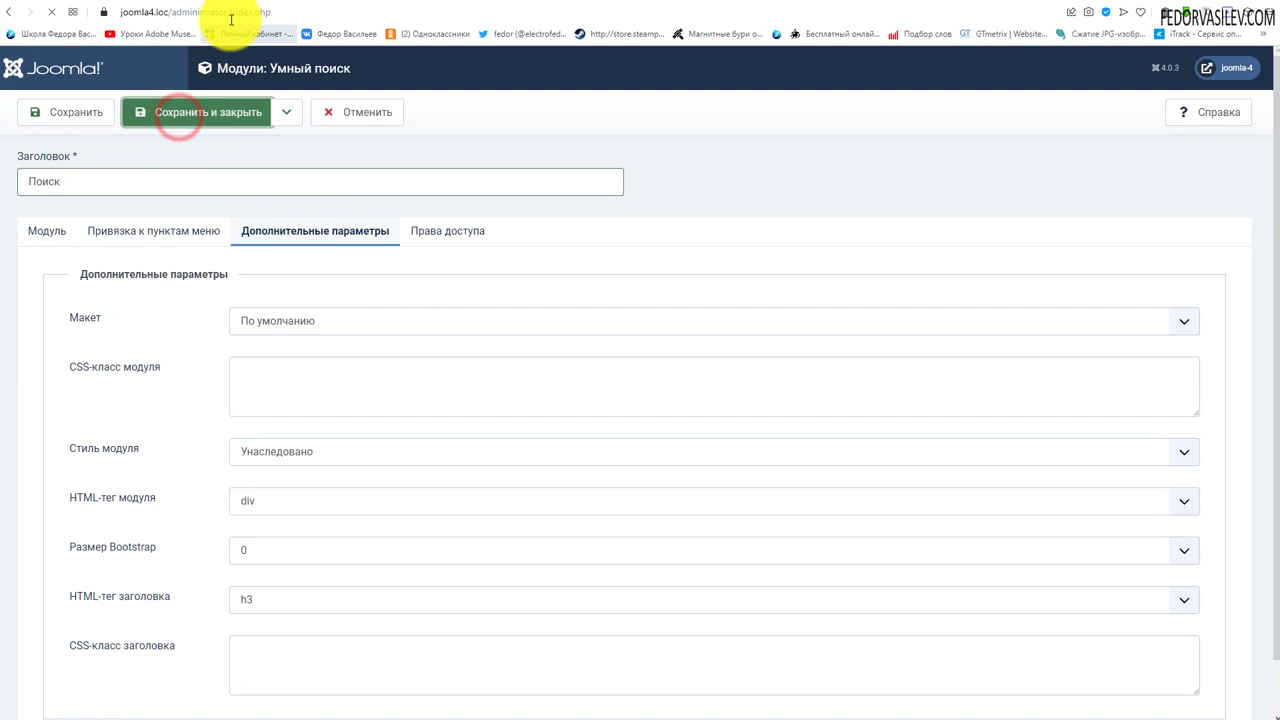 joomla4.loc/administrator/index.php
FEDORVASILEV.COM
Школа Федора Вас...
Уроки Adobe Muse...
Личный кабинет -...
Федор Васильев
(2) Одноклассники
fedor (@electrofed...
http://store.steamp...
Магнитные бури о...
Бесплатный онлай...
Подбор слов
GTmetrix | Website...
Сжатие JPG-изобр...
iTrack - Сервис оп...
Joomla!
Модули: Умный поиск
4.0.3
joomla-4
Сохранить
Сохранить и закрыть
Отменить
? Справка
Заголовок *
Поиск
Модуль
Привязка к пунктам меню
Дополнительные параметры
Права доступа
Дополнительные параметры
Макет
По умолчанию
CSS-класс модуля
Стиль модуля
Унаследовано
HTML-тег модуля
div
Размер Bootstrap
0
HTML-тег заголовка
h3
CSS-класс заголовка